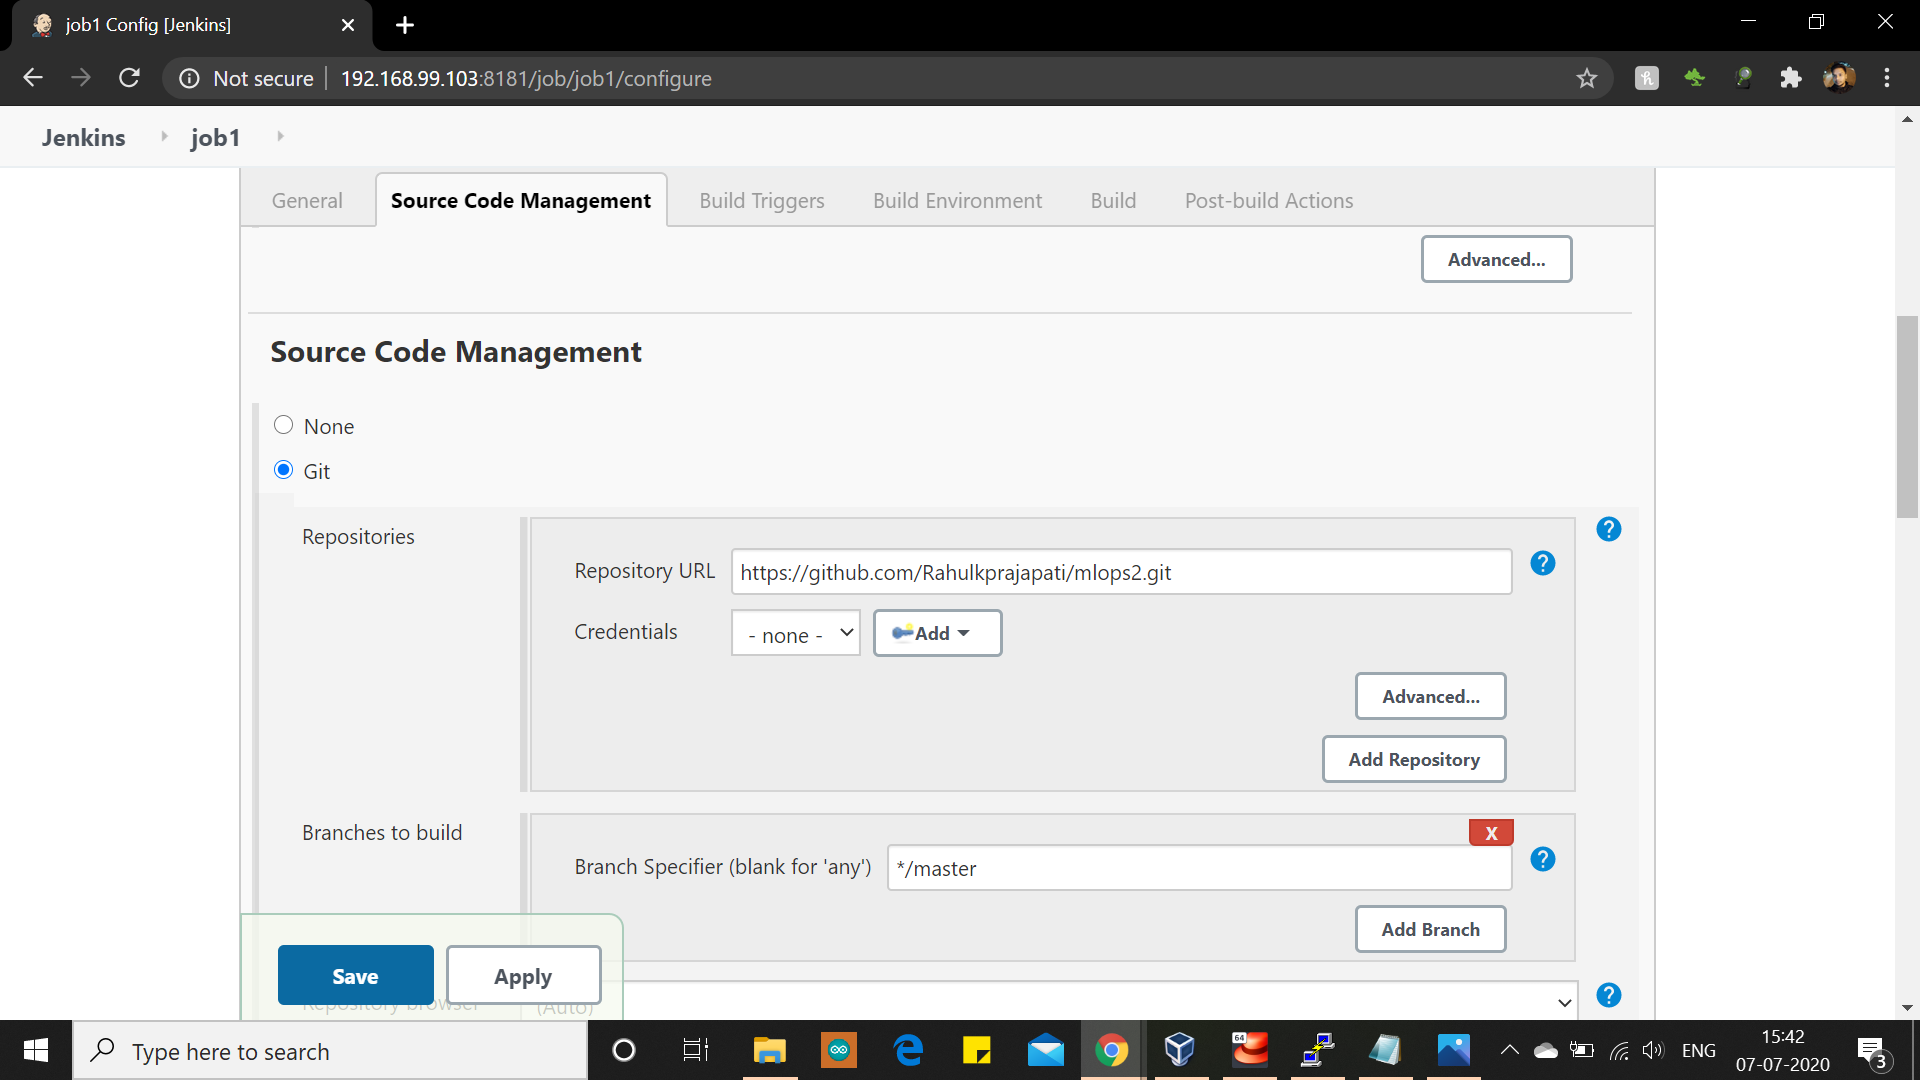 job1 Config [Jenkins]
Not secure 192.168.99.103:8181/job/job1/configure
Jenkins job1
General Source Code Management Build Triggers Build Environment Build Post-build Actions
Advanced...
Source Code Management
None
Git
Repositories
Repository URL https://github.com/Rahulkprajapati/mlops2.git
Credentials - none - Add
Advanced...
Add Repository
Branches to build
X
Branch Specifier (blank for 'any') */master
Add Branch
Save Apply
Repository browser (Auto)
Type here to search
64
ENG
15:42
07-07-2020
3